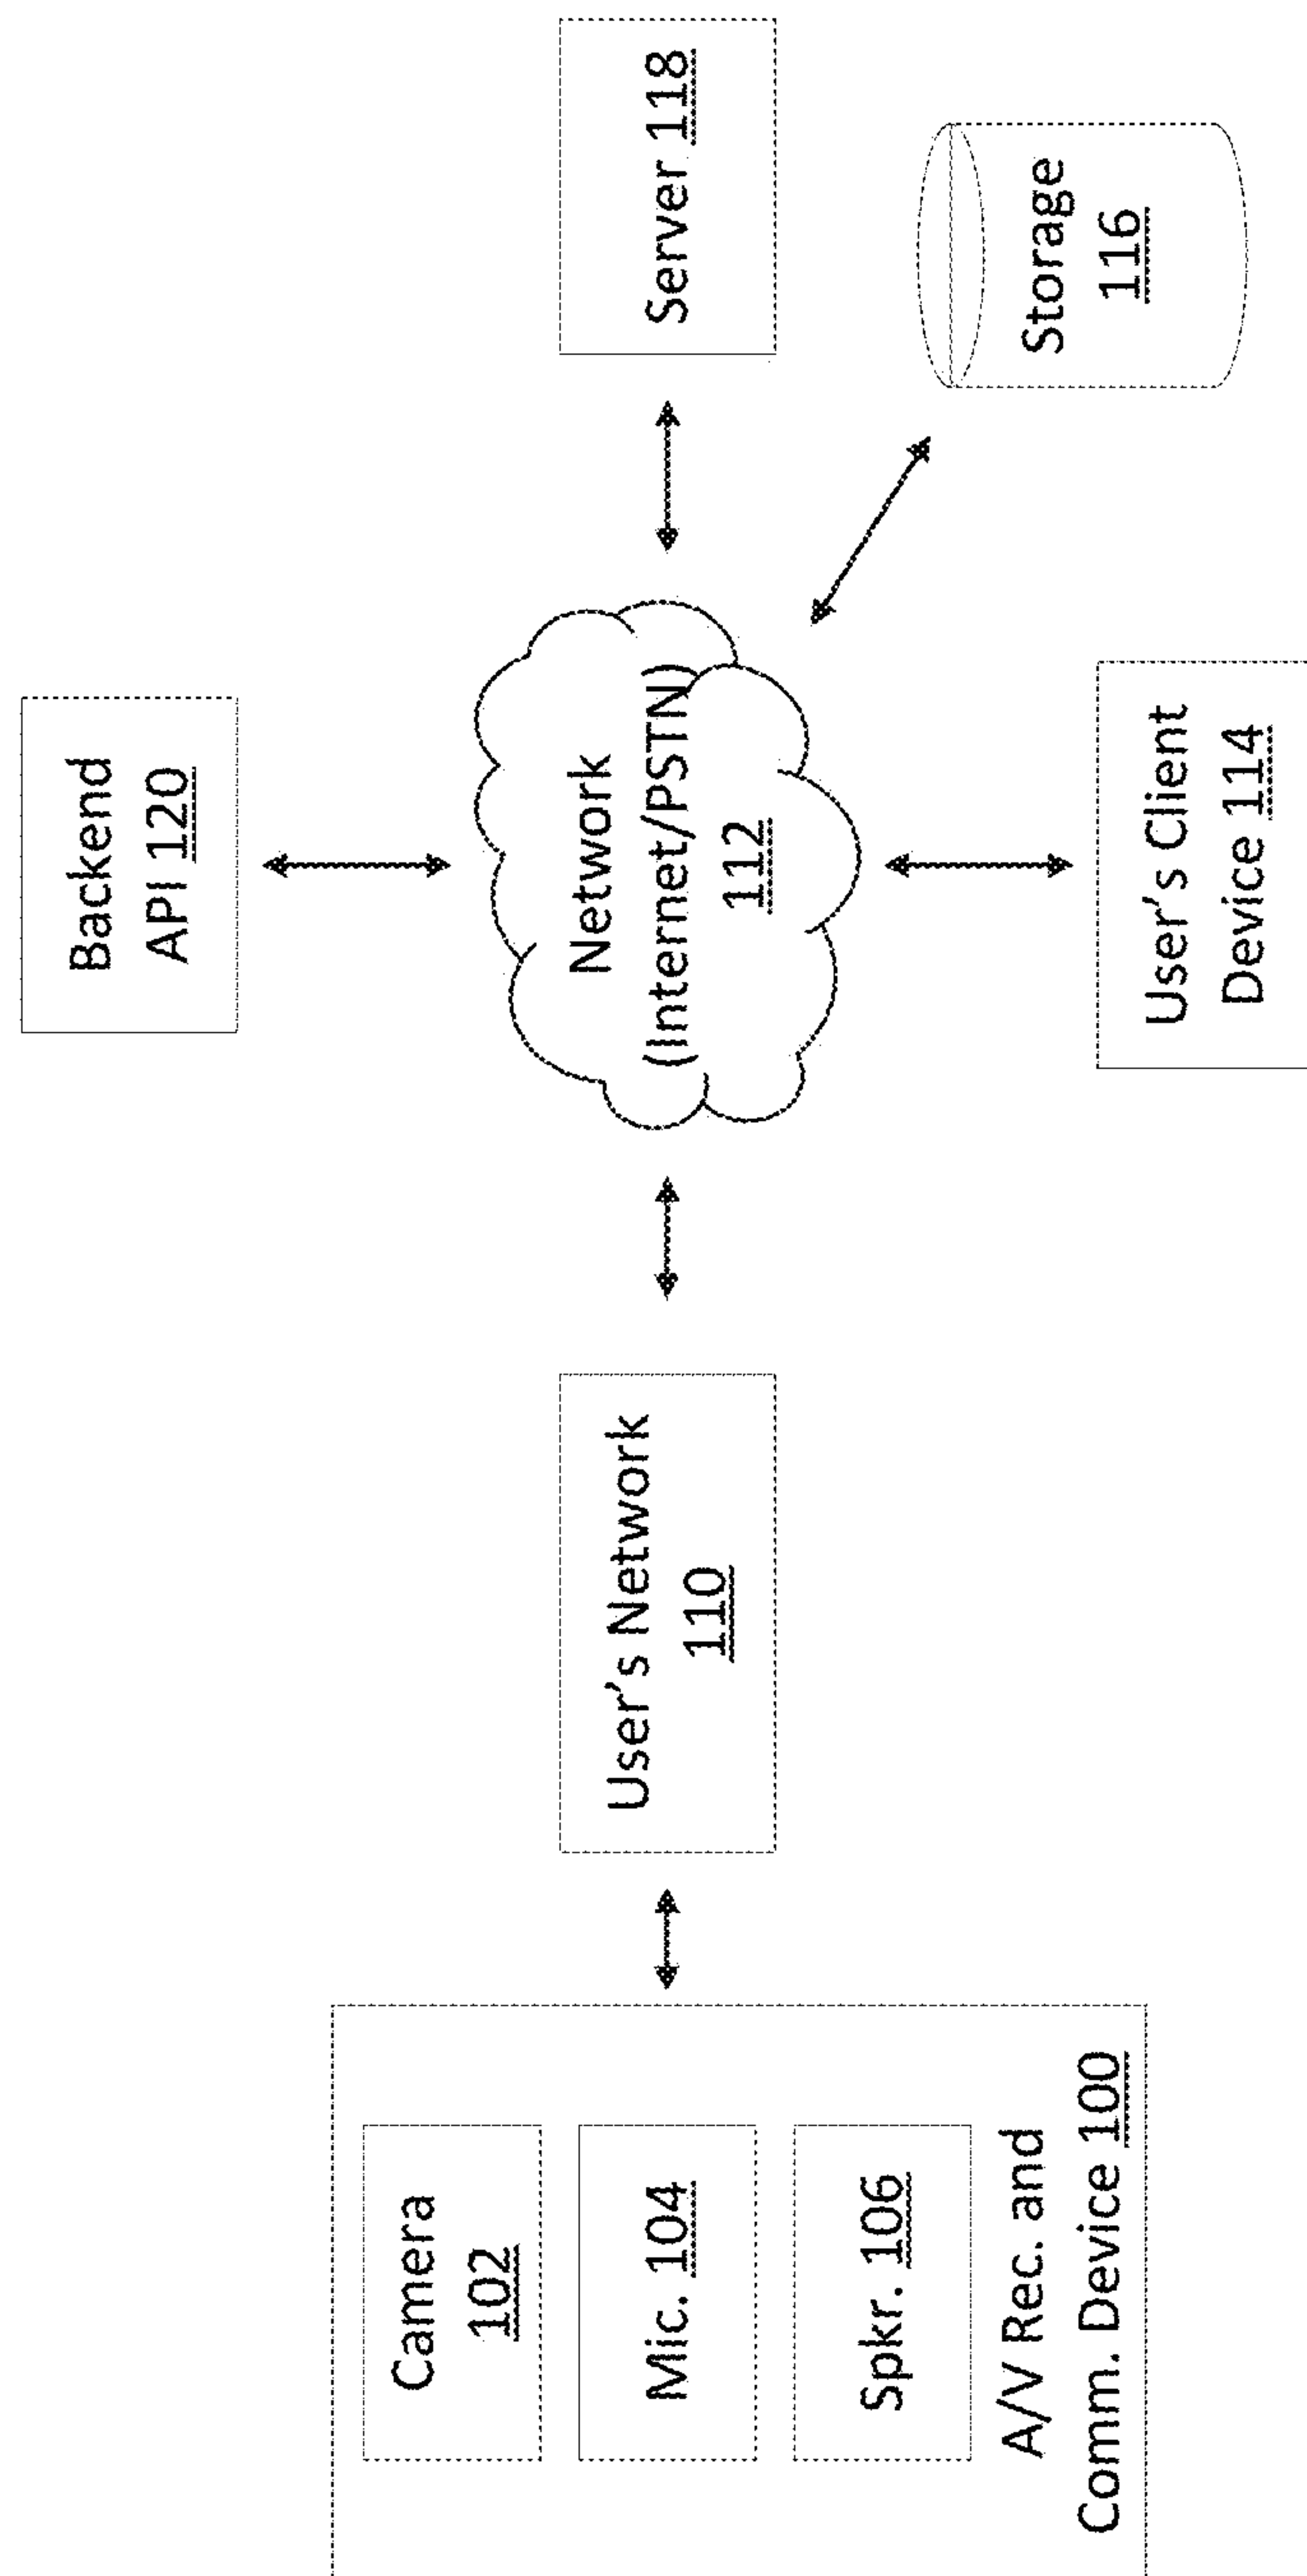 Camera
102
Mic. 104
Spkr. 106
A/V Rec. and
Comm. Device 100
User's Network
110
Backend
API 120
Network
(Internet/PSTN)
112
User's Client
Device 114
Server 118
Storage
116